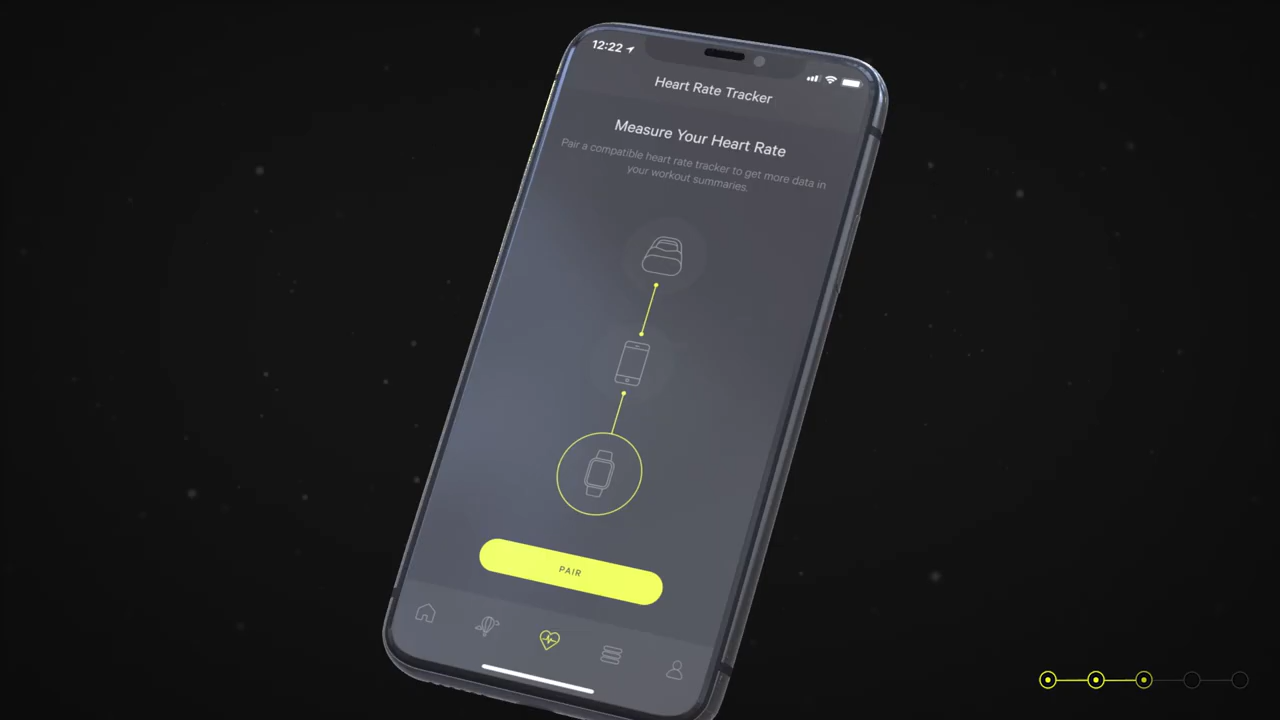 12:22
Heart Rate Tracker
Measure Your Heart Rate
Pair a compatible heart rate tracker to get more data in
your workout summaries.
PAIR